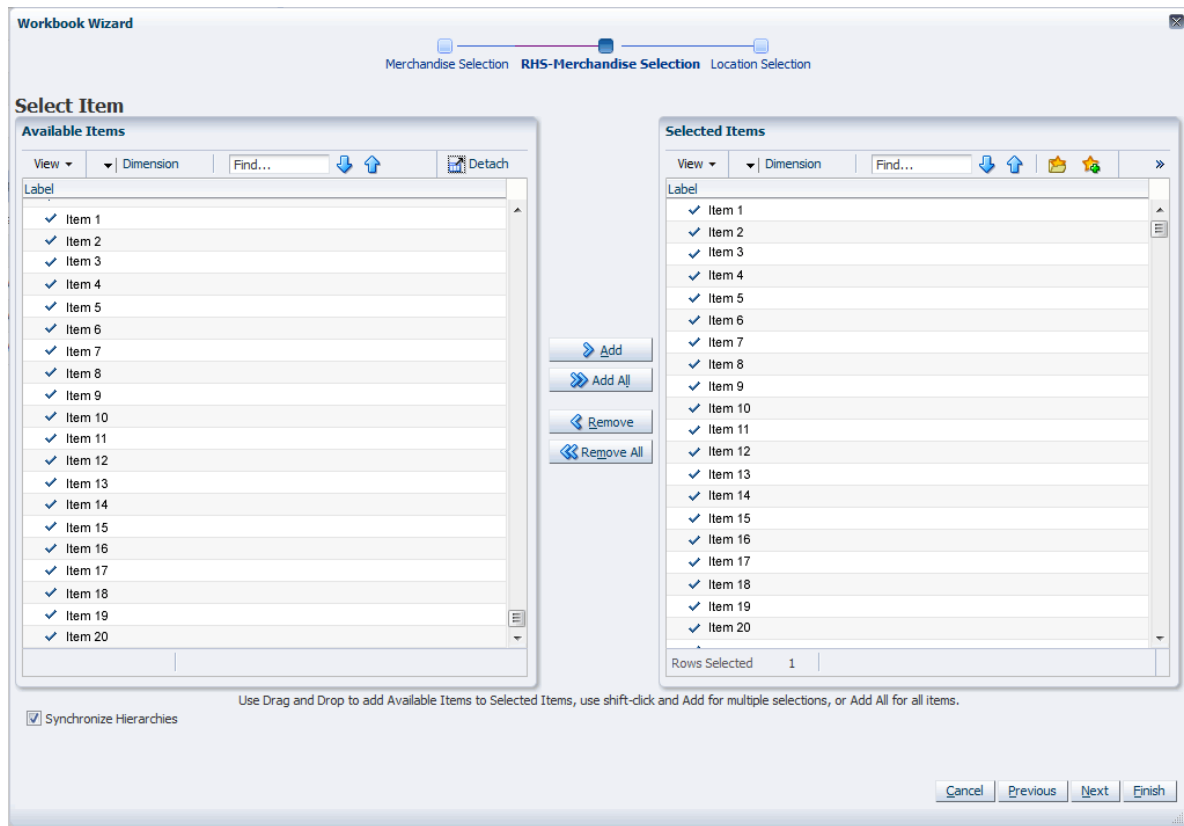 Workbook Wizard
Merchandise Selection RHS-Merchandise Selection Location Selection
Select Item
Available Items
View Dimension Find... Detach
Label
Item 1
Item 2
Item 3
Item 4
Item 5
Item 6
Item 7
Item 8
Item 9
Item 10
Item 11
Item 12
Item 13
Item 14
Item 15
Item 16
Item 17
Item 18
Item 19
Item 20
Add
Add All
Remove
Remove All
Selected Items
View Dimension Find... »
Label
Item 1
Item 2
Item 3
Item 4
Item 5
Item 6
Item 7
Item 8
Item 9
Item 10
Item 11
Item 12
Item 13
Item 14
Item 15
Item 16
Item 17
Item 18
Item 19
Item 20
Rows Selected 1
Use Drag and Drop to add Available Items to Selected Items, use shift-click and Add for multiple selections, or Add All for all items.
Synchronize Hierarchies
Cancel Previous Next Finish